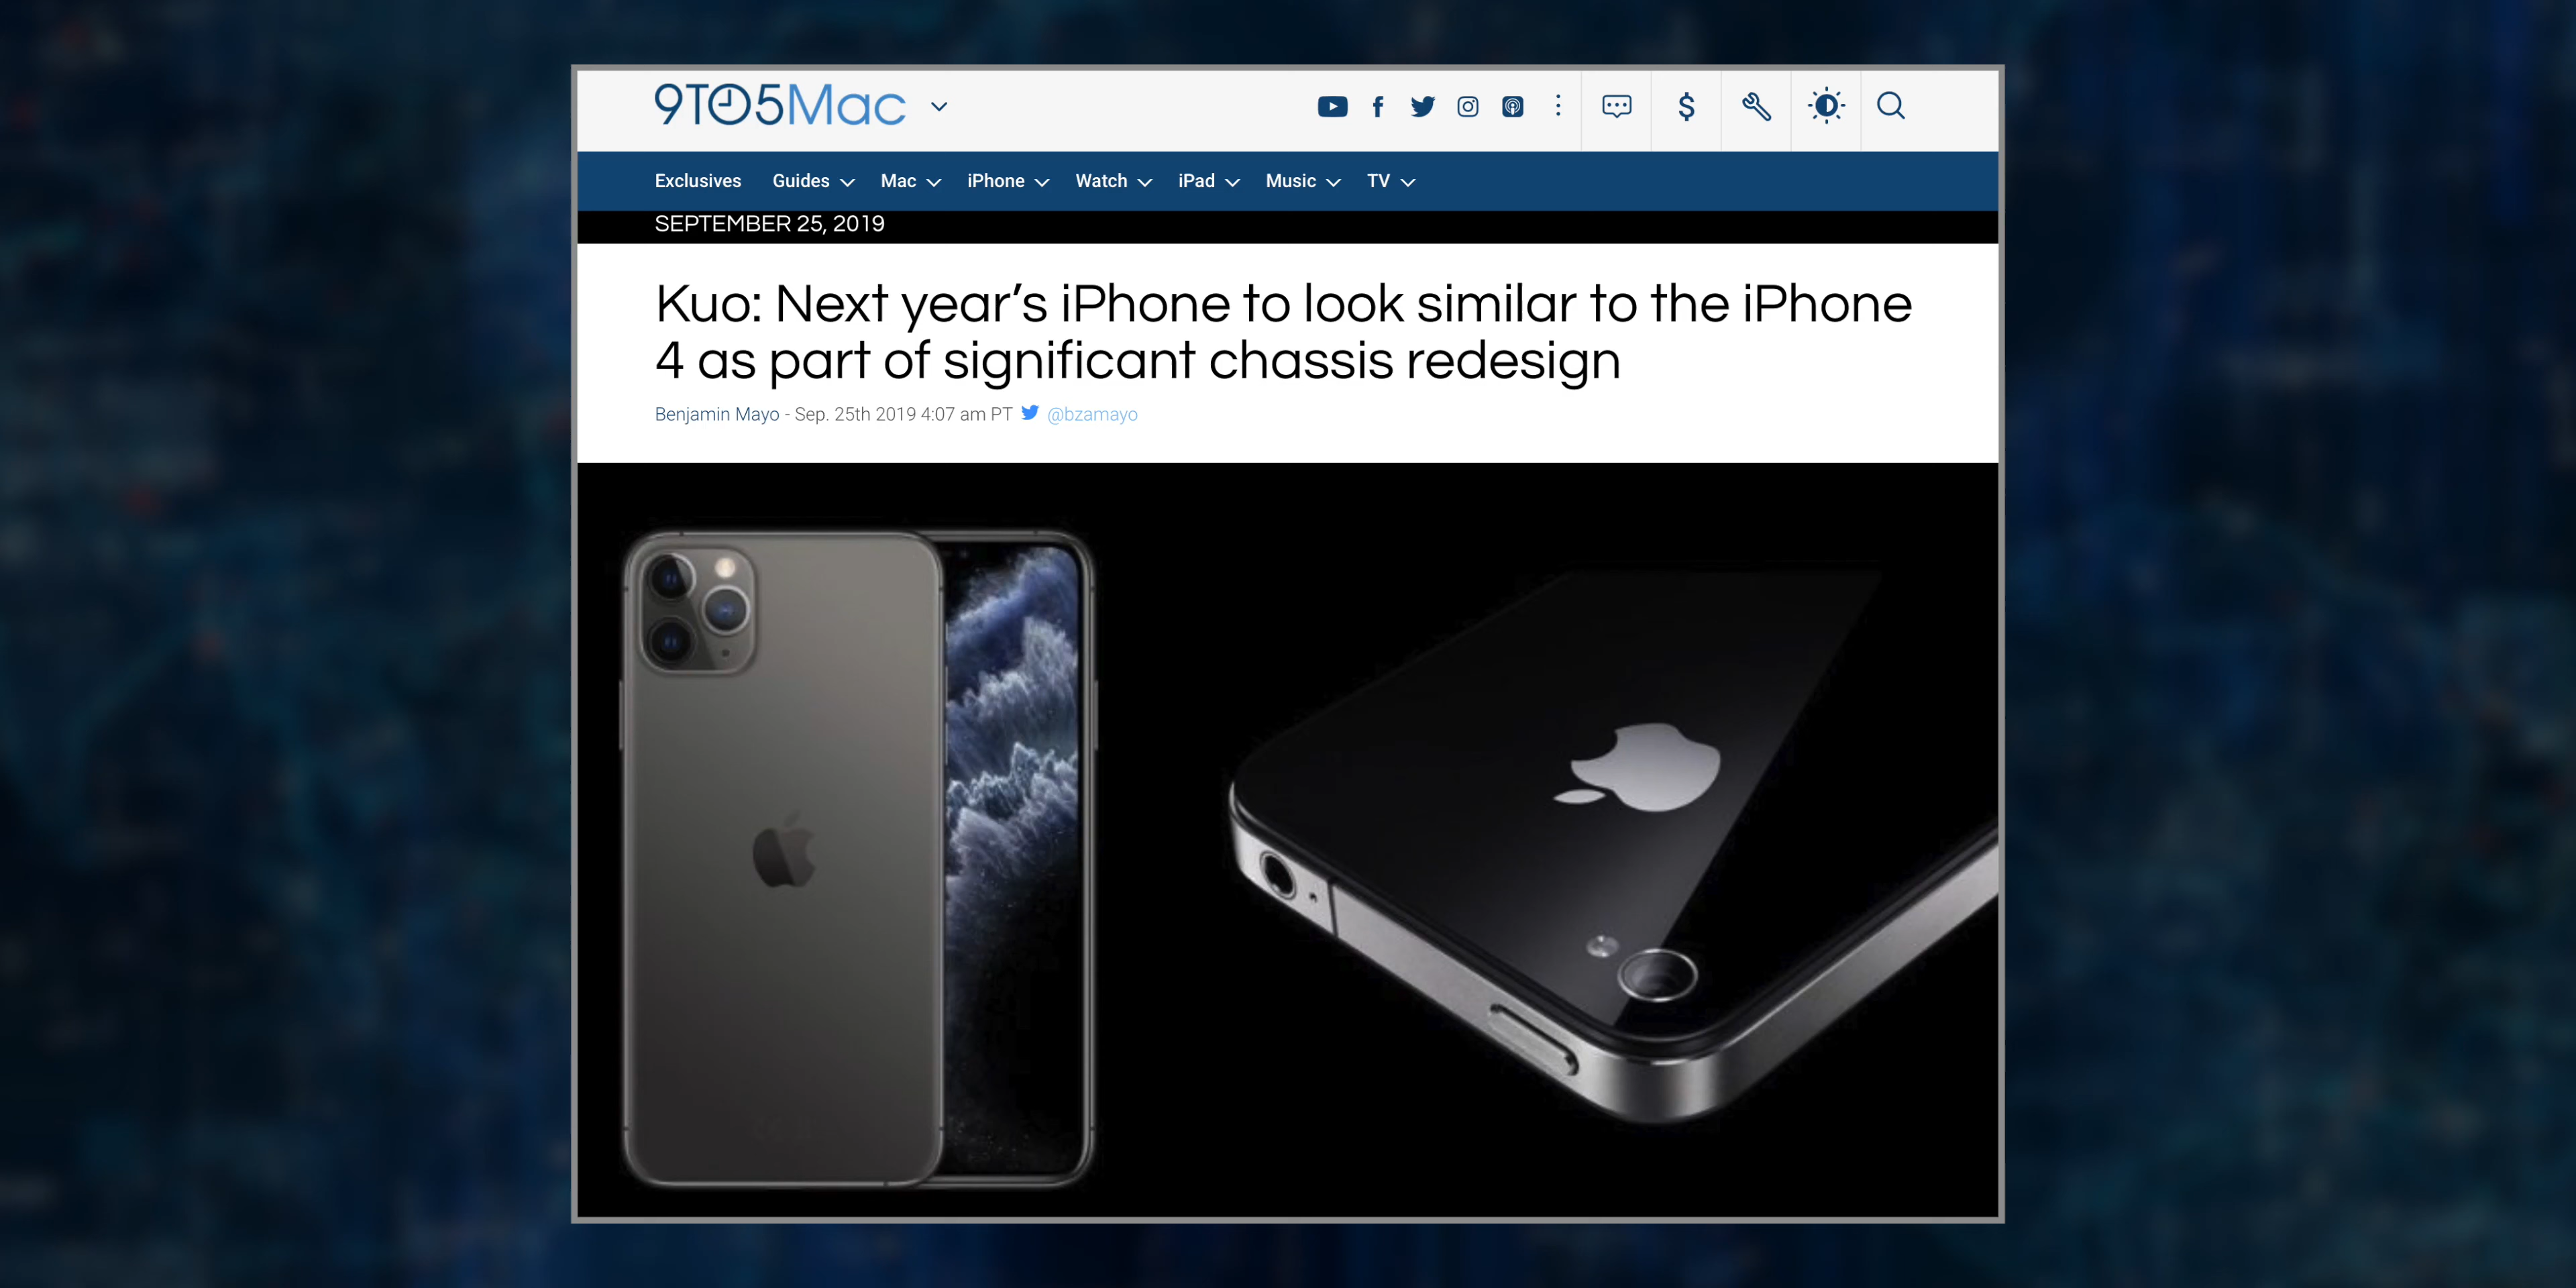 9TO5Mac
Exclusives Guides Mac iPhone Watch iPad Music TV
SEPTEMBER 25, 2019
Kuo: Next year’s iPhone to look similar to the iPhone
4 as part of significant chassis redesign
Benjamin Mayo - Sep. 25th 2019 4:07 am PT @bzamayo